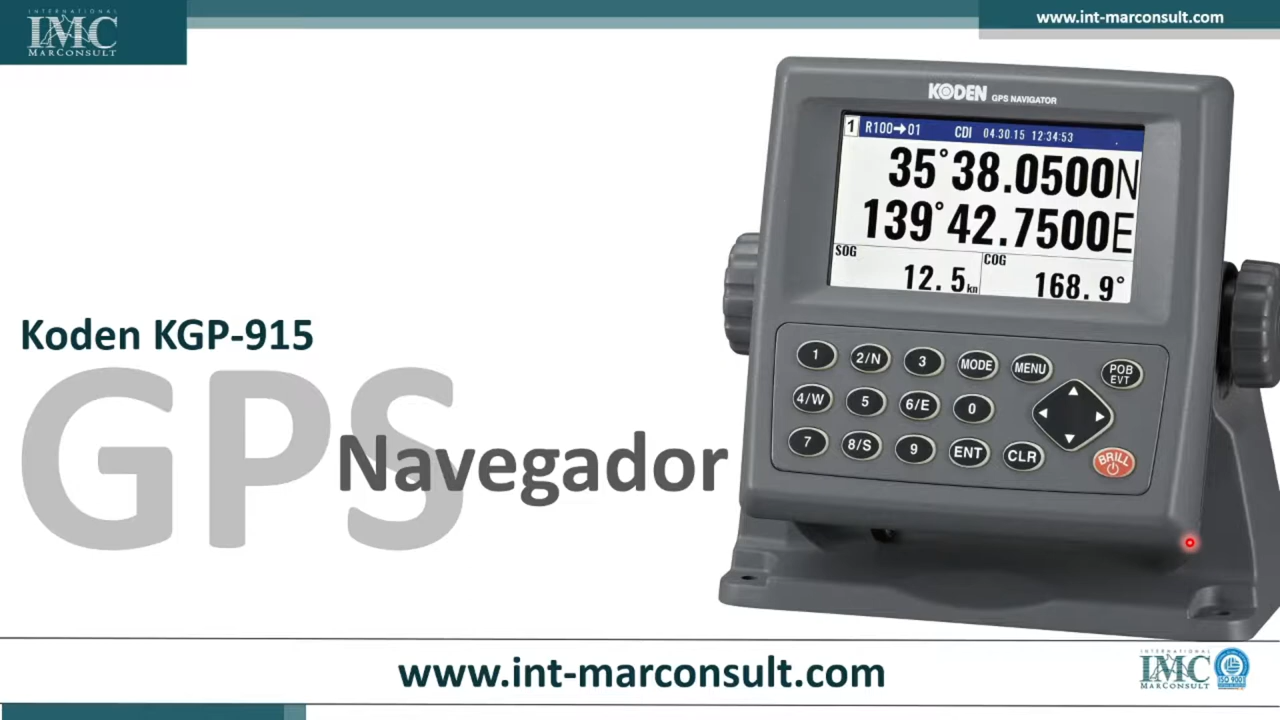 INTERNATIONAL
IMC
MARCONSULT
www.int-marconsult.com
KODEN GPS NAVIGATOR
1 R100→01 CDI 04.30.15 12:34:53
35°38.0500N
139°42.7500E
SOG COG
12.5kn 168.9°
Koden KGP-915
GPS
Navegador
1 2/N 3 MODE MENU POB EVT
4/W 5 6/E 0
7 8/S 9 ENT CLR BRILL
www.int-marconsult.com
INTERNATIONAL
IMC
MARCONSULT
ISO 9001